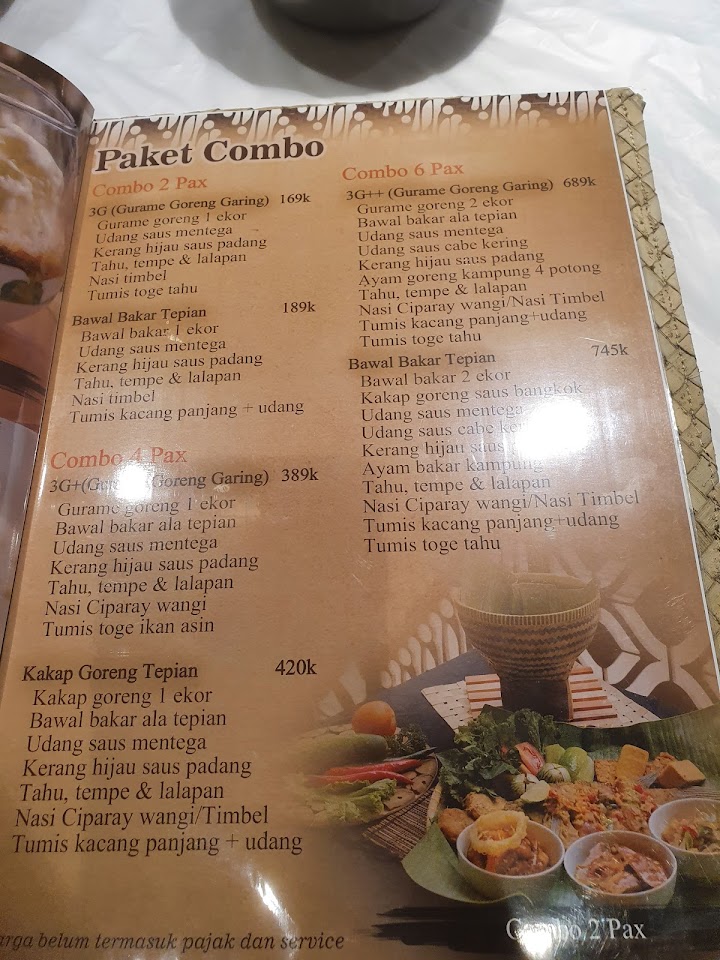 Paket Combo
Combo 2 Pax
3G (Gurame Goreng Garing) 169k
Gurame goreng 1 ekor
Udang saus mentega
Kerang hijau saus padang
Tahu, tempe & lalapan
Nasi timbel
Tumis toge tahu
Bawal Bakar Tepian 189k
Bawal bakar 1 ekor
Udang saus mentega
Kerang hijau saus padang
Tahu, tempe & lalapan
Nasi timbel
Tumis kacang panjang + udang
Combo 4 Pax
3G+(Gurame Goreng Garing) 389k
Gurame goreng 1 ekor
Bawal bakar ala tepian
Udang saus mentega
Kerang hijau saus padang
Tahu, tempe & lalapan
Nasi Ciparay wangi
Tumis toge ikan asin
Kakap Goreng Tepian 420k
Kakap goreng 1 ekor
Bawal bakar ala tepian
Udang saus mentega
Kerang hijau saus padang
Tahu, tempe & lalapan
Nasi Ciparay wangi/Timbel
Tumis kacang panjang + udang
Combo 6 Pax
3G++ (Gurame Goreng Garing) 689k
Gurame goreng 2 ekor
Bawal bakar ala tepian
Udang saus mentega
Udang saus cabe kering
Kerang hijau saus padang
Ayam goreng kampung 4 potong
Tahu, tempe & lalapan
Nasi Ciparay wangi/Nasi Timbel
Tumis kacang panjang+udang
Tumis toge tahu
Bawal Bakar Tepian 745k
Bawal bakar 2 ekor
Kakap goreng saus bangkok
Udang saus mentega
Udang saus cabe
Kerang hijau saus
Ayam bakar kampung
Tahu, tempe & lalapan
Nasi Ciparay wangi/Nasi Timbel
Tumis kacang panjang+udang
Tumis toge tahu
Combo 2 Pax
arga belum termasuk pajak dan service